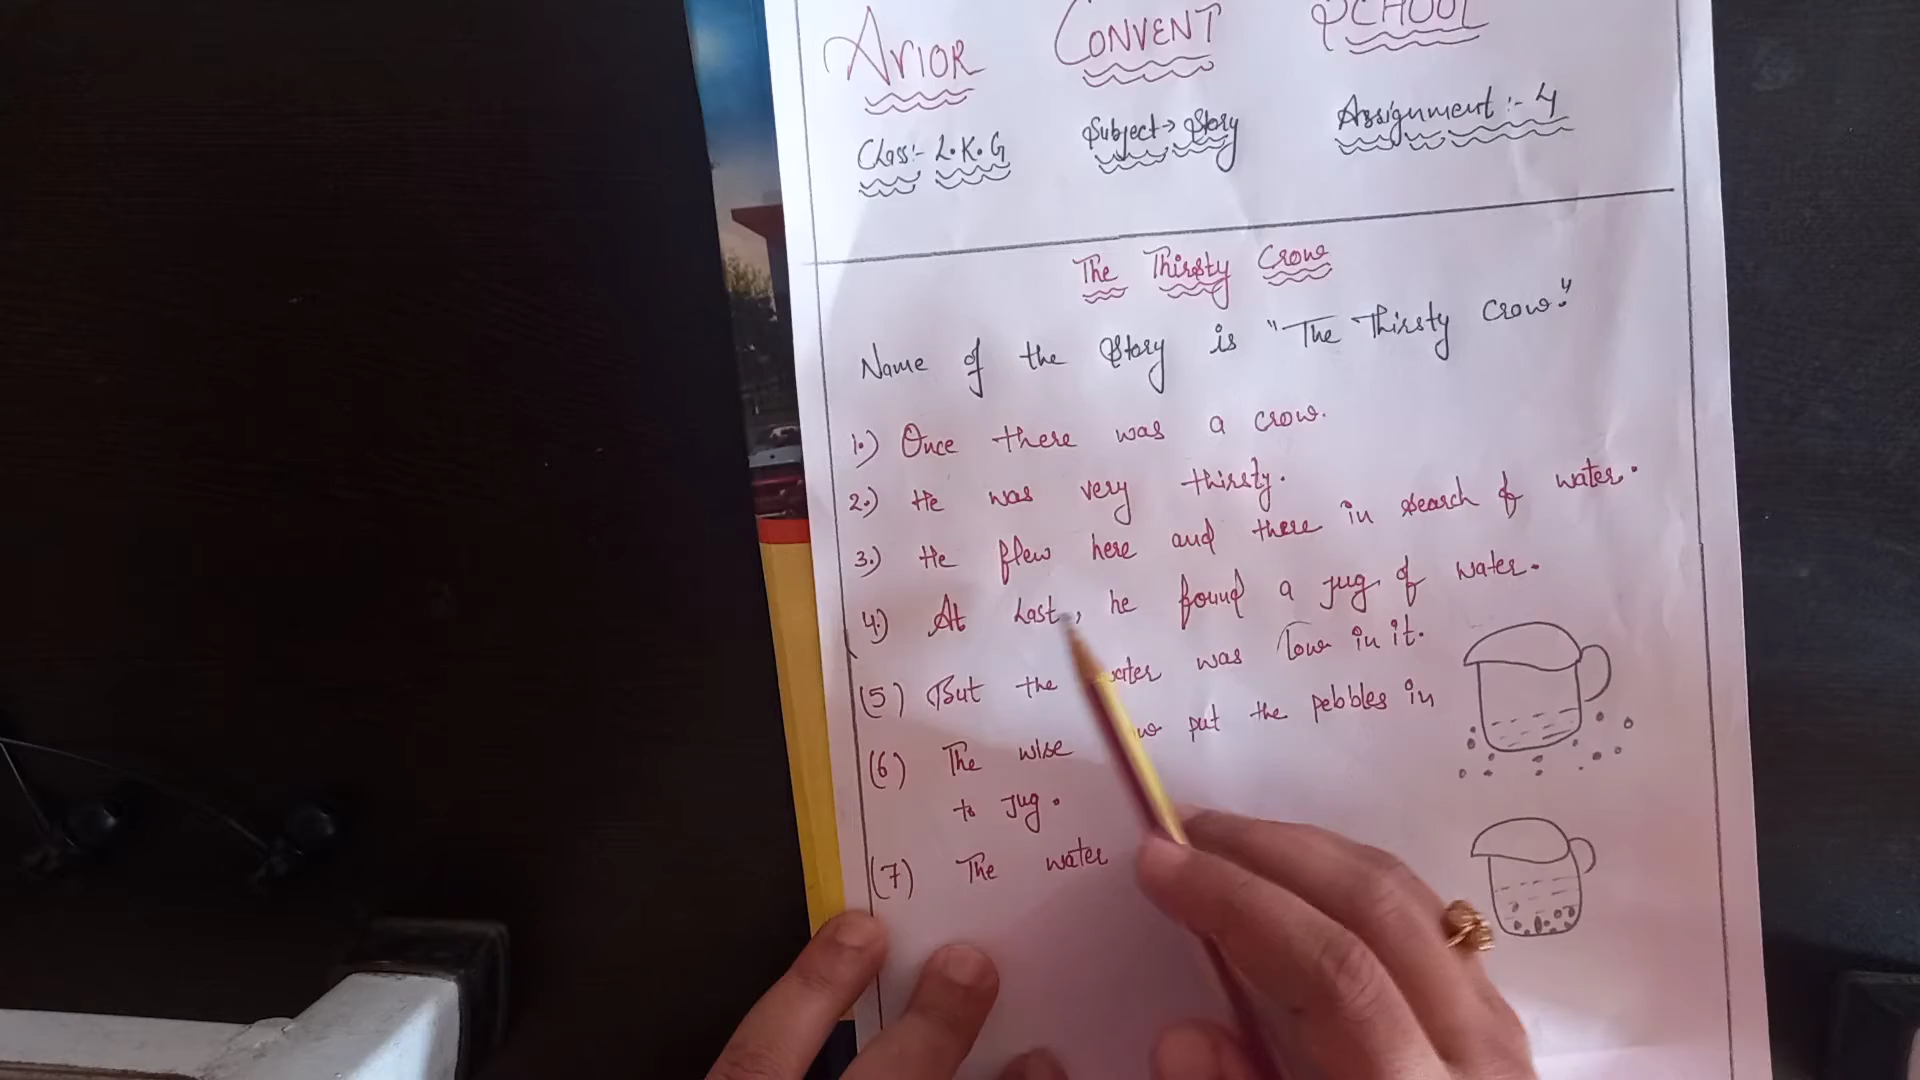 AVIOR CONVENT SCHOOL
Class:- L.K.G Subject→ Story Assignment:- 4
The Thirsty Crow
Name of the Story is "The Thirsty Crow."
1.) Once there was a crow.
2.) He was very thirsty.
3.) He flew here and there in search of water.
4.) At Last, he found a jug of water.
(5) But the water was low in it.
(6) The wise put the pebbles in
to jug.
(7) The water